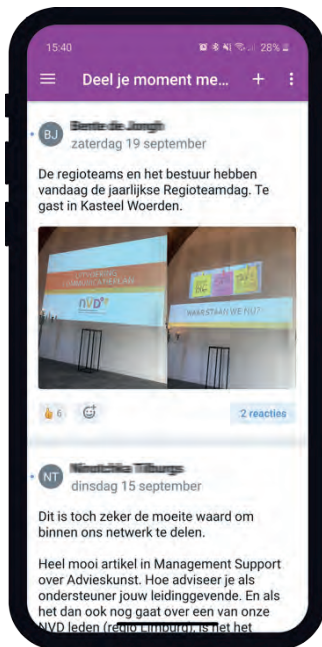 15:40
28%
Deel je moment me...
BJ
zaterdag 19 september
De regioteams en het bestuur hebben
vandaag de jaarlijkse Regioteamdag. Te
gast in Kasteel Woerden.
UITVOERING
COMMUNICATIEPLAN
NVD
WAAR STAAN WE NU?
6
2 reacties
NT
dinsdag 15 september
Dit is toch zeker de moeite waard om
binnen ons netwerk te delen.
Heel mooi artikel in Management Support
over Advieskunst. Hoe adviseer je als
ondersteuner jouw leidinggevende. En als
het dan ook nog gaat over een van onze
NVD leden (regio Limburg), is het het